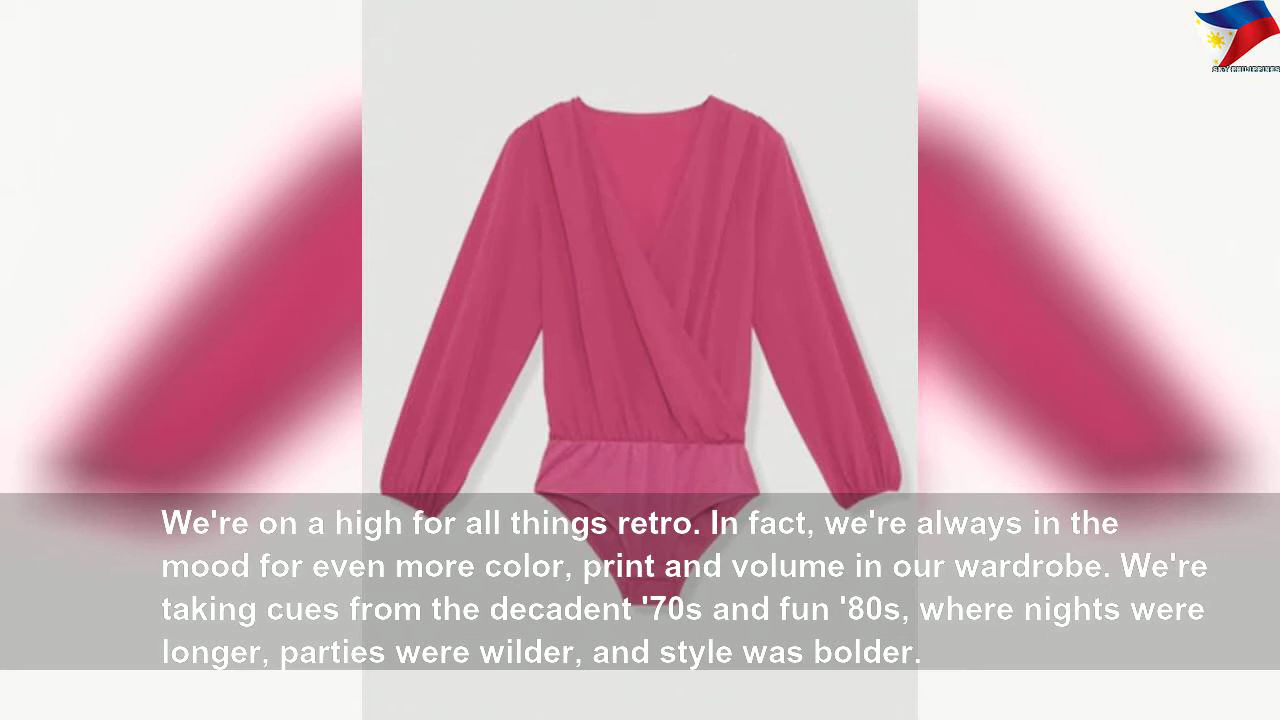 SKY PHILIPPINES
We're on a high for all things retro. In fact, we're always in the
mood for even more color, print and volume in our wardrobe. We're
taking cues from the decadent '70s and fun '80s, where nights were
longer, parties were wilder, and style was bolder.